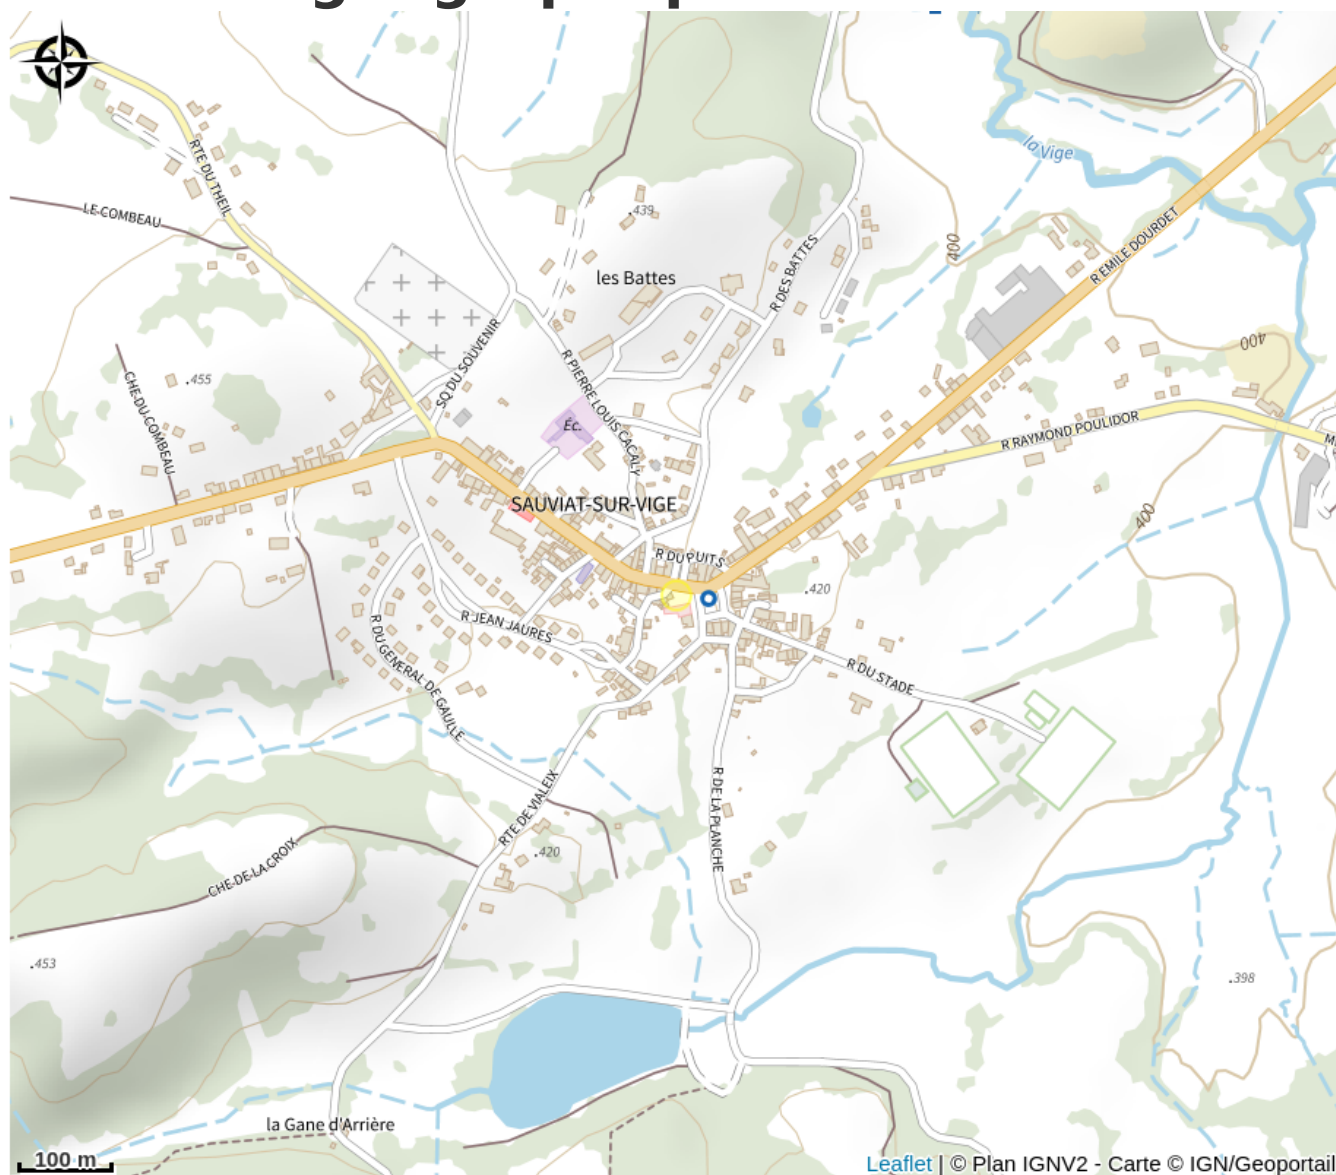 la Vige
RTE DU THEIL
LE COMBEAU
.439
400
R EMILE DOURDET
les Battes
R DES BATTES
SQ DU SOUVENIR
R PIERRE LOUIS CACALY
400
CHE DU COMBEAU
.455
Éc.
R RAYMOND POULIDOR
SAUVIAT-SUR-VIGE
400
R DU PUITS
.420
R JEAN JAURES
R DU GENERAL DE GAULLE
R DU STADE
RTE DE VIALEIX
R DE LA PLANCHE
.420
CHE DE LA CROIX
.453
.398
la Gane d'Arrière
100 m
Leaflet | © Plan IGNV2 - Carte © IGN/Geoportail